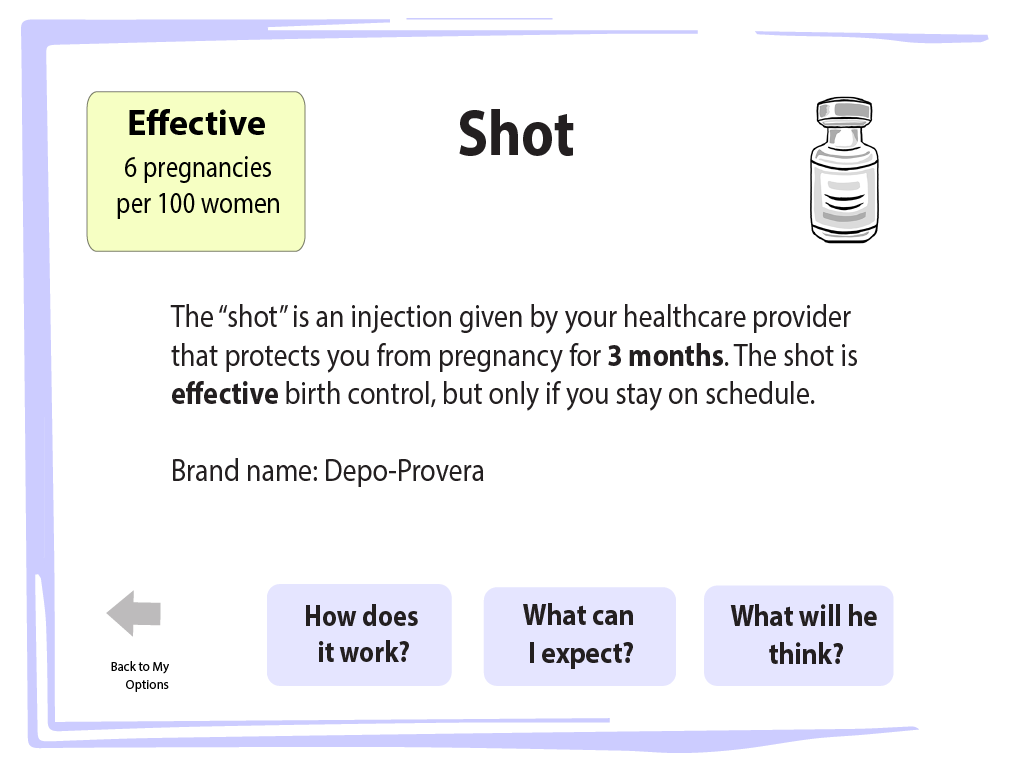 Effective
6 pregnancies
per 100 women
Shot
The “shot” is an injection given by your healthcare provider
that protects you from pregnancy for 3 months. The shot is
effective birth control, but only if you stay on schedule.
Brand name: Depo-Provera
Back to My
Options
How does
it work?
What can
I expect?
What will he
think?